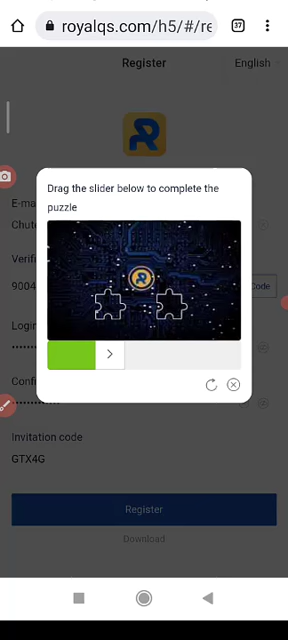 royalqs.com/h5/#/re
37
Register
English
Drag the slider below to complete the
puzzle
E-ma
Chute
Verifi
9004
Code
Login
Confi
Invitation code
GTX4G
Register
Download